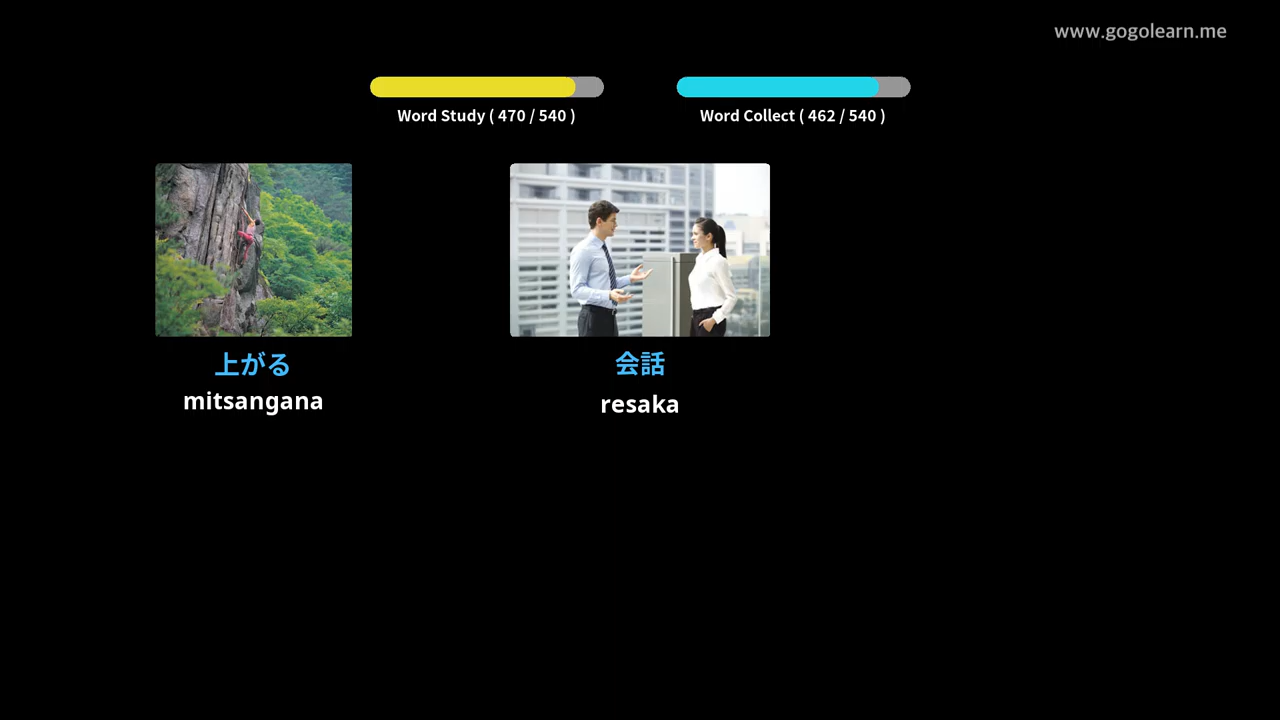 www.gogolearn.me
Word Study ( 470 / 540 )
Word Collect ( 462 / 540 )
上がる
mitsangana
会話
resaka